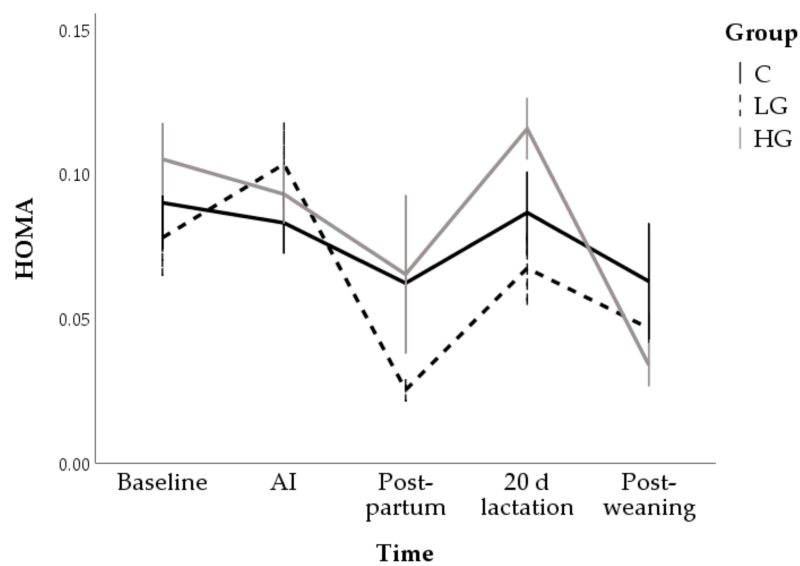 0.15
0.10
0.05
0.00
HOMA
Baseline
AI
Post-
partum
20 d
lactation
Post-
weaning
Time
Group
C
LG
HG